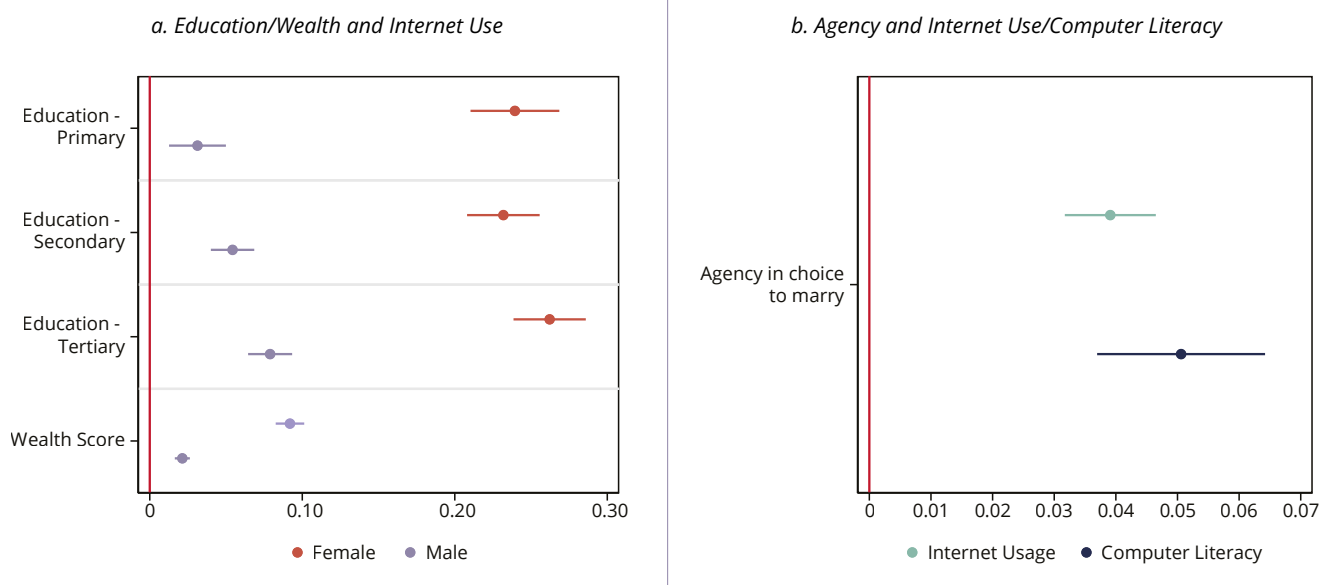 a. Education/Wealth and Internet Use
Education -
Primary
Education -
Secondary
Education -
Tertiary
Wealth Score
0 0.10 0.20 0.30
Female Male
b. Agency and Internet Use/Computer Literacy
Agency in choice
to marry
0 0.01 0.02 0.03 0.04 0.05 0.06 0.07
Internet Usage Computer Literacy